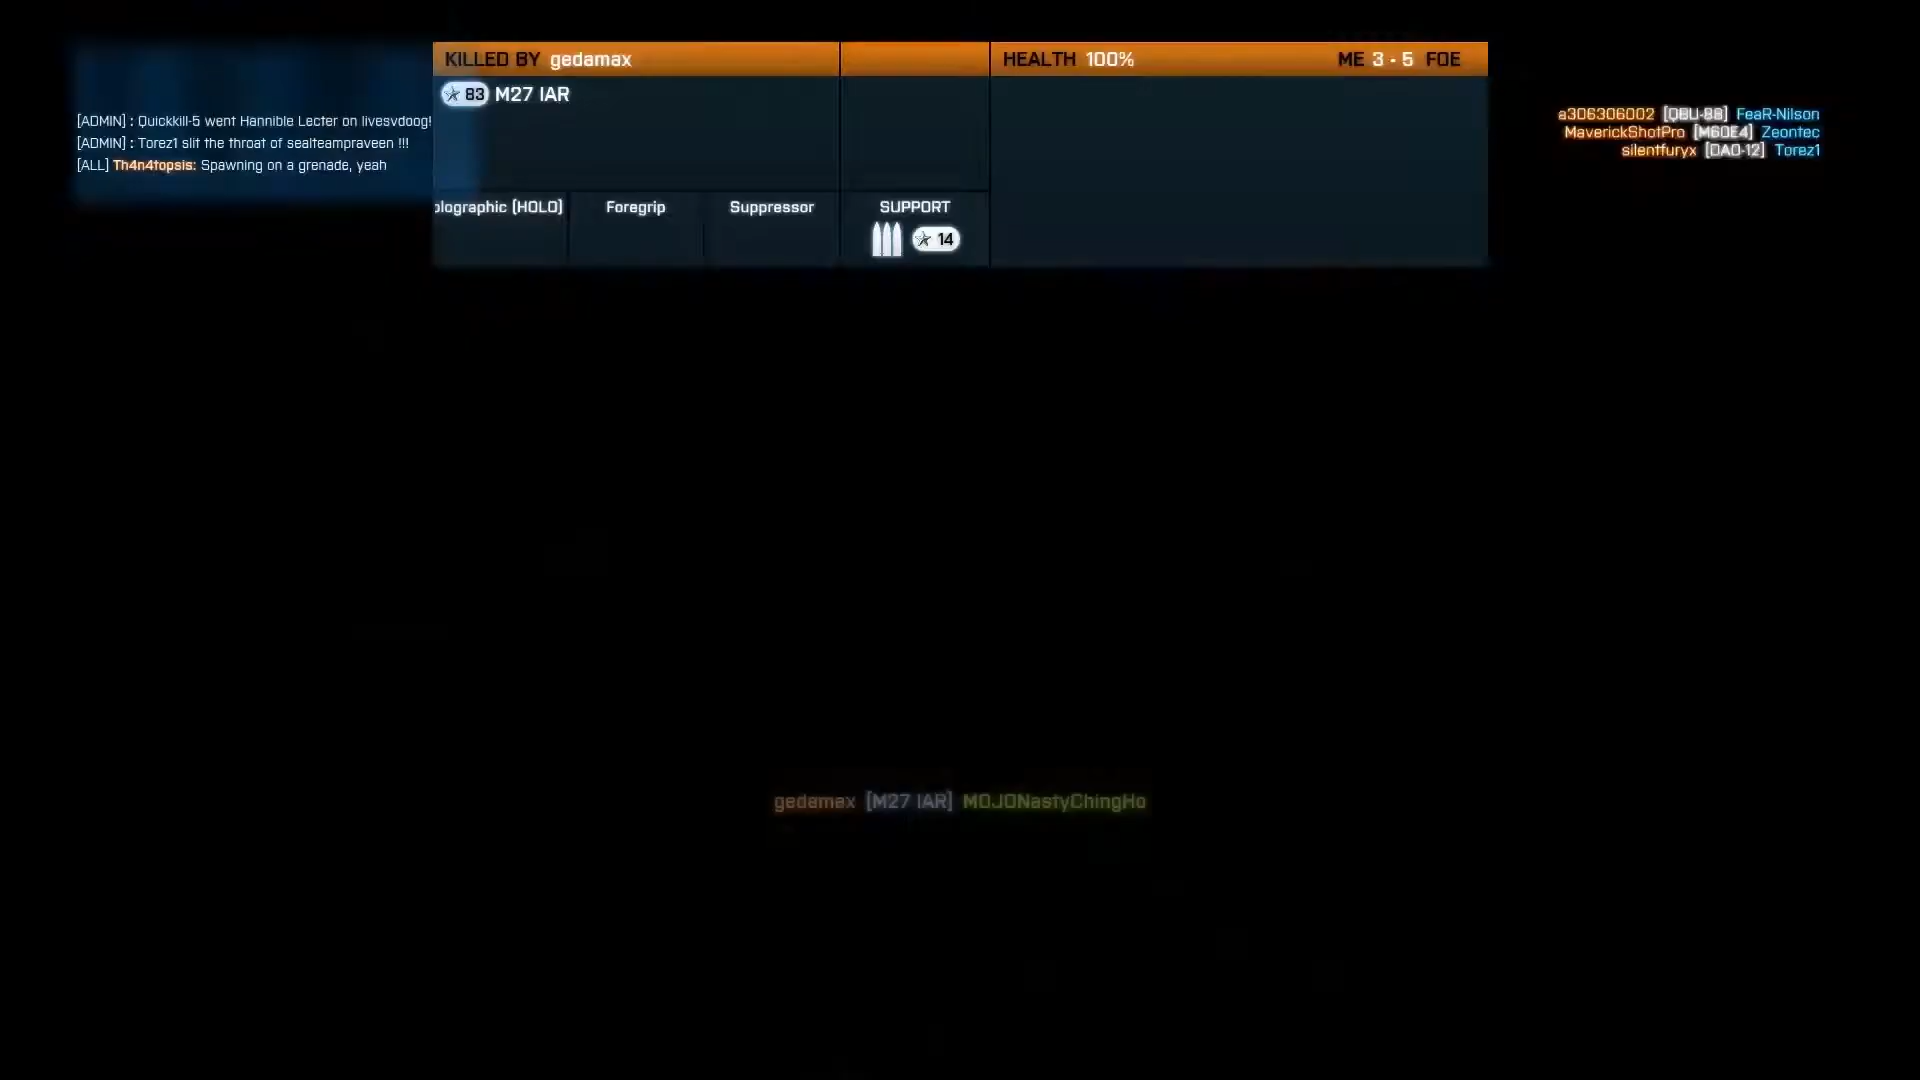 KILLED BY gedamax
HEALTH 100%
ME 3 - 5 FOE
83 M27 IAR
[ADMIN] : Quickkill-5 went Hannible Lecter on livesvdoog!
[ADMIN] : Torez1 slit the throat of sealteampraveen !!!
[ALL] Th4n4topsis: Spawning on a grenade, yeah
a306306002 [QBU-88] FeaR-Nilson
MaverickShotPro [M60E4] Zeontec
silentfuryx [DAO-12] Torez1
olographic (HOLO)
Foregrip
Suppressor
SUPPORT
14
gedamax [M27 IAR] MOJONastyChingHo